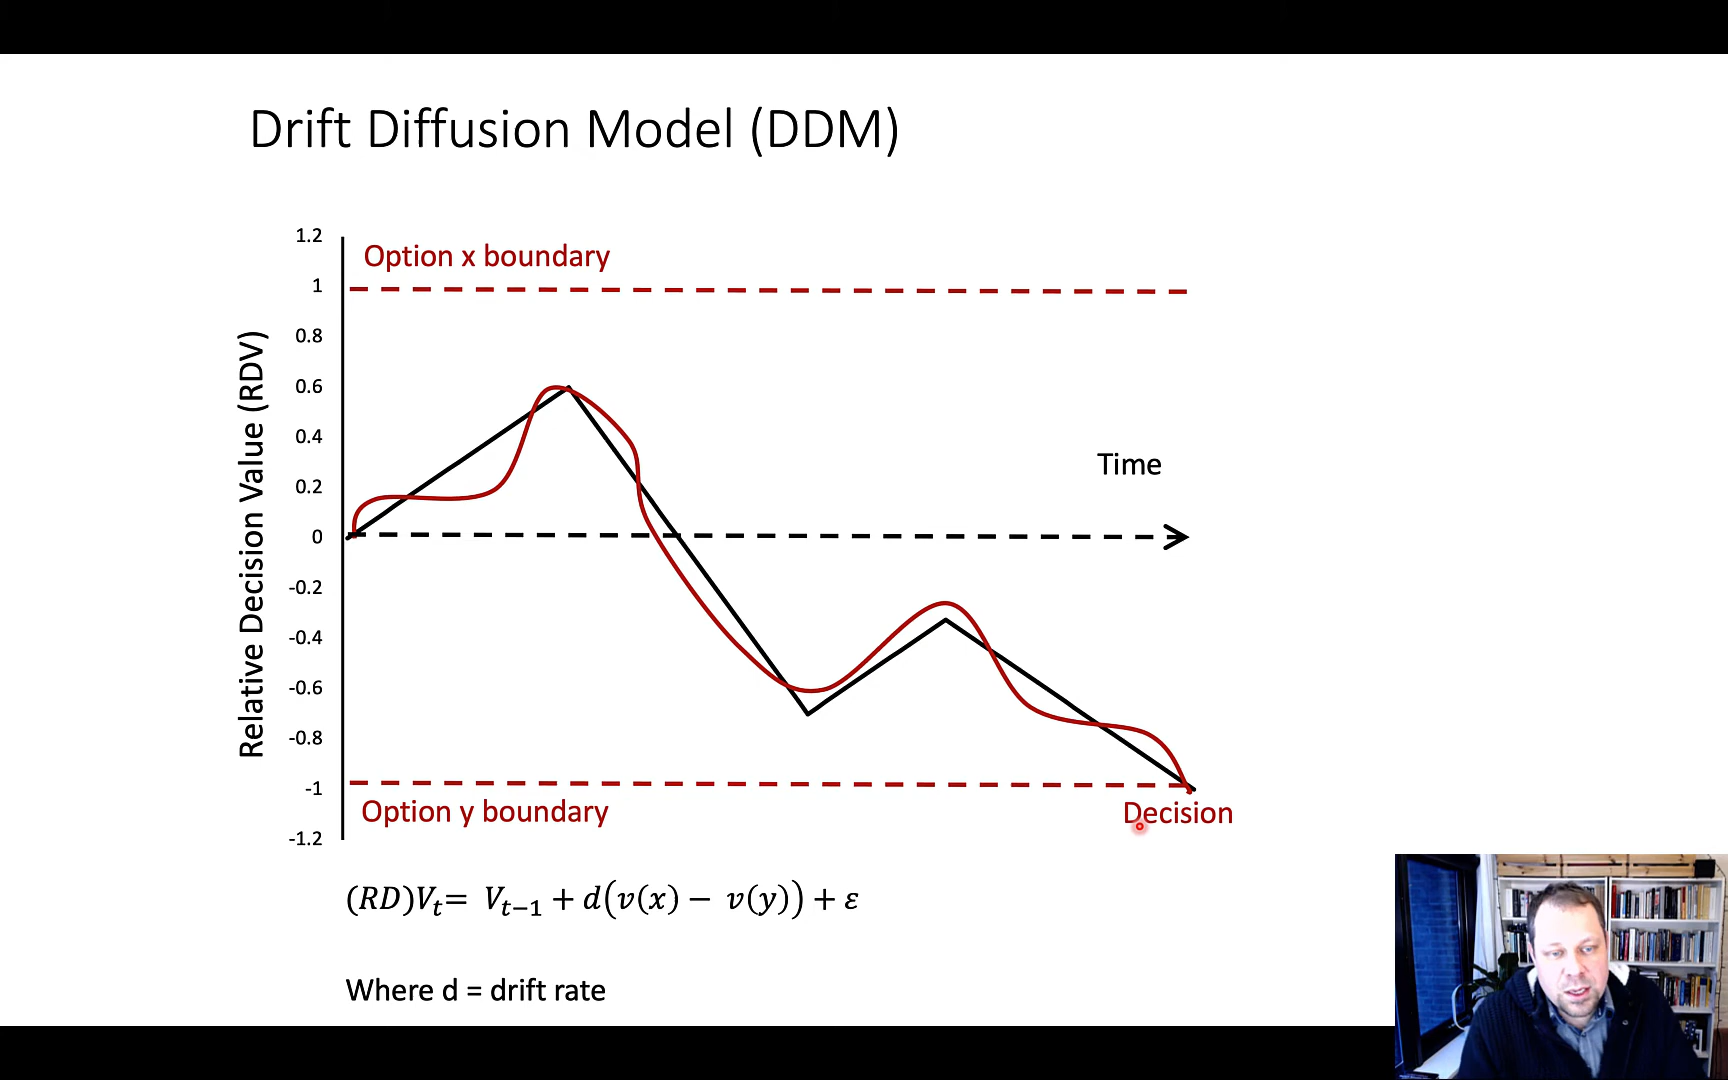 Drift Diffusion Model (DDM)
1.2
Option x boundary
1
0.8
0.6
0.4
Time
0.2
0
-0.2
-0.4
-0.6
-0.8
-1
Option y boundary
Decision
-1.2
Relative Decision Value (RDV)
(RD)Vₜ= Vₜ₋₁ + d(v(x) − v(y)) + ε
Where d = drift rate